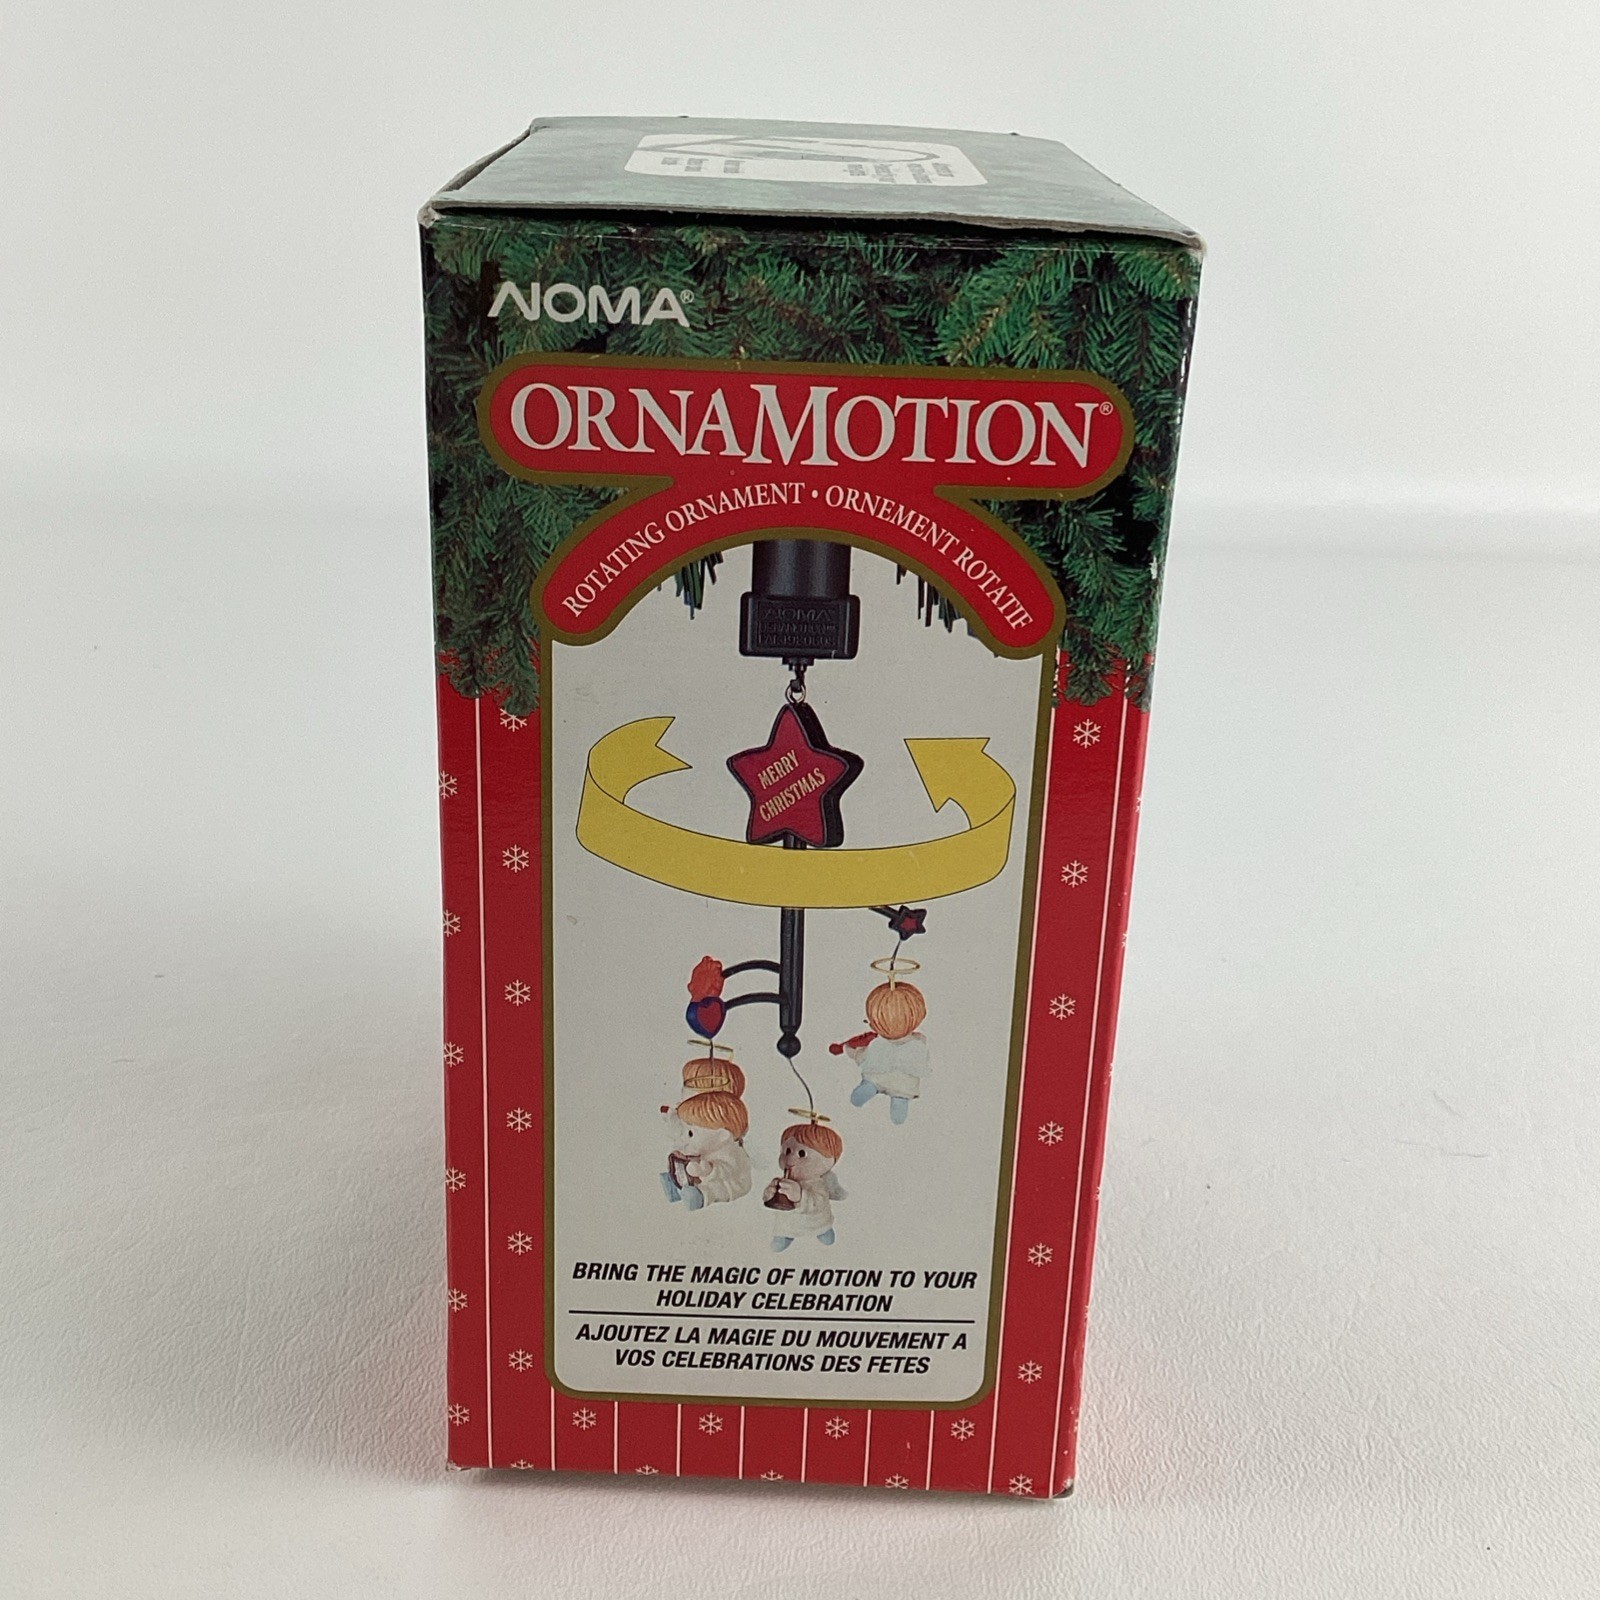 NOMA®
ORNAMOTION®
ROTATING ORNAMENT • ORNEMENT ROTATIF
NOMA
MERRY
CHRISTMAS
BRING THE MAGIC OF MOTION TO YOUR
HOLIDAY CELEBRATION
AJOUTEZ LA MAGIE DU MOUVEMENT A
VOS CELEBRATIONS DES FETES